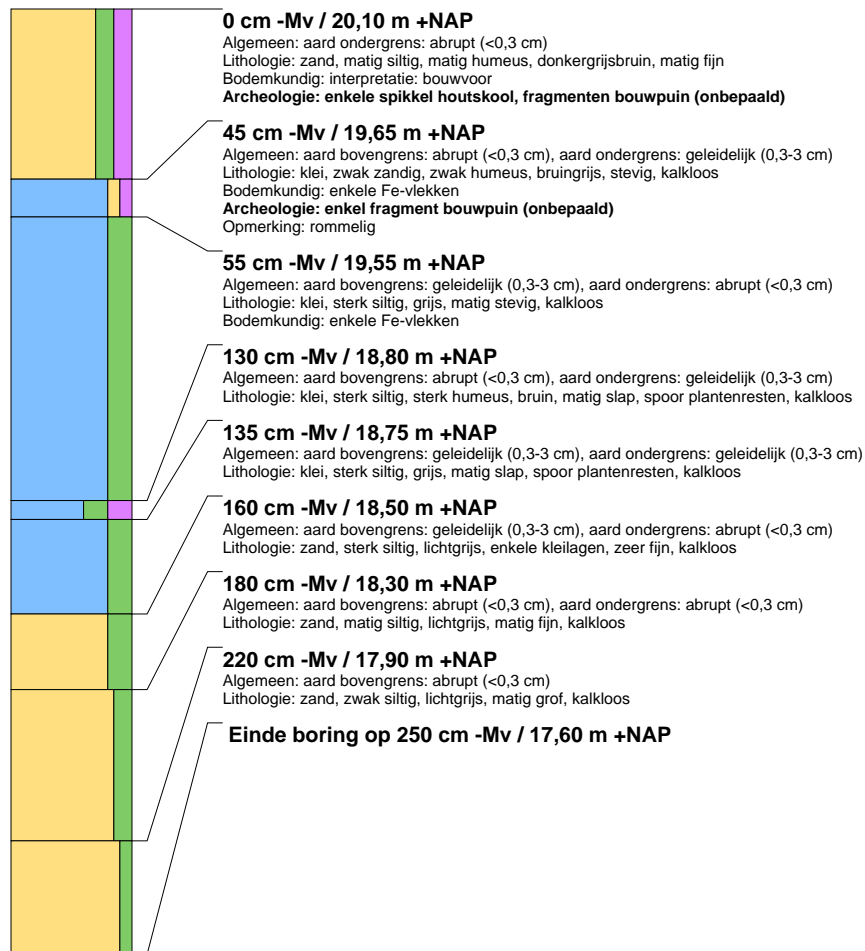 0 cm -Mv / 20,10 m +NAP
Algemeen: aard ondergrens: abrupt (<0,3 cm)
Lithologie: zand, matig siltig, matig humeus, donkergrijsbruin, matig fijn
Bodemkundig: interpretatie: bouwvoor
Archeologie: enkele spikkel houtskool, fragmenten bouwpuin (onbepaald)
45 cm -Mv / 19,65 m +NAP
Algemeen: aard bovengrens: abrupt (<0,3 cm), aard ondergrens: geleidelijk (0,3-3 cm)
Lithologie: klei, zwak zandig, zwak humeus, bruingrijs, stevig, kalkloos
Bodemkundig: enkele Fe-vlekken
Archeologie: enkel fragment bouwpuin (onbepaald)
Opmerking: rommelig
55 cm -Mv / 19,55 m +NAP
Algemeen: aard bovengrens: geleidelijk (0,3-3 cm), aard ondergrens: abrupt (<0,3 cm)
Lithologie: klei, sterk siltig, grijs, matig stevig, kalkloos
Bodemkundig: enkele Fe-vlekken
130 cm -Mv / 18,80 m +NAP
Algemeen: aard bovengrens: abrupt (<0,3 cm), aard ondergrens: geleidelijk (0,3-3 cm)
Lithologie: klei, sterk siltig, sterk humeus, bruin, matig slap, spoor plantenresten, kalkloos
135 cm -Mv / 18,75 m +NAP
Algemeen: aard bovengrens: geleidelijk (0,3-3 cm), aard ondergrens: geleidelijk (0,3-3 cm)
Lithologie: klei, sterk siltig, grijs, matig slap, spoor plantenresten, kalkloos
160 cm -Mv / 18,50 m +NAP
Algemeen: aard bovengrens: geleidelijk (0,3-3 cm), aard ondergrens: abrupt (<0,3 cm)
Lithologie: zand, sterk siltig, lichtgrijs, enkele kleilagen, zeer fijn, kalkloos
180 cm -Mv / 18,30 m +NAP
Algemeen: aard bovengrens: abrupt (<0,3 cm), aard ondergrens: abrupt (<0,3 cm)
Lithologie: zand, matig siltig, lichtgrijs, matig fijn, kalkloos
220 cm -Mv / 17,90 m +NAP
Algemeen: aard bovengrens: abrupt (<0,3 cm)
Lithologie: zand, zwak siltig, lichtgrijs, matig grof, kalkloos
Einde boring op 250 cm -Mv / 17,60 m +NAP